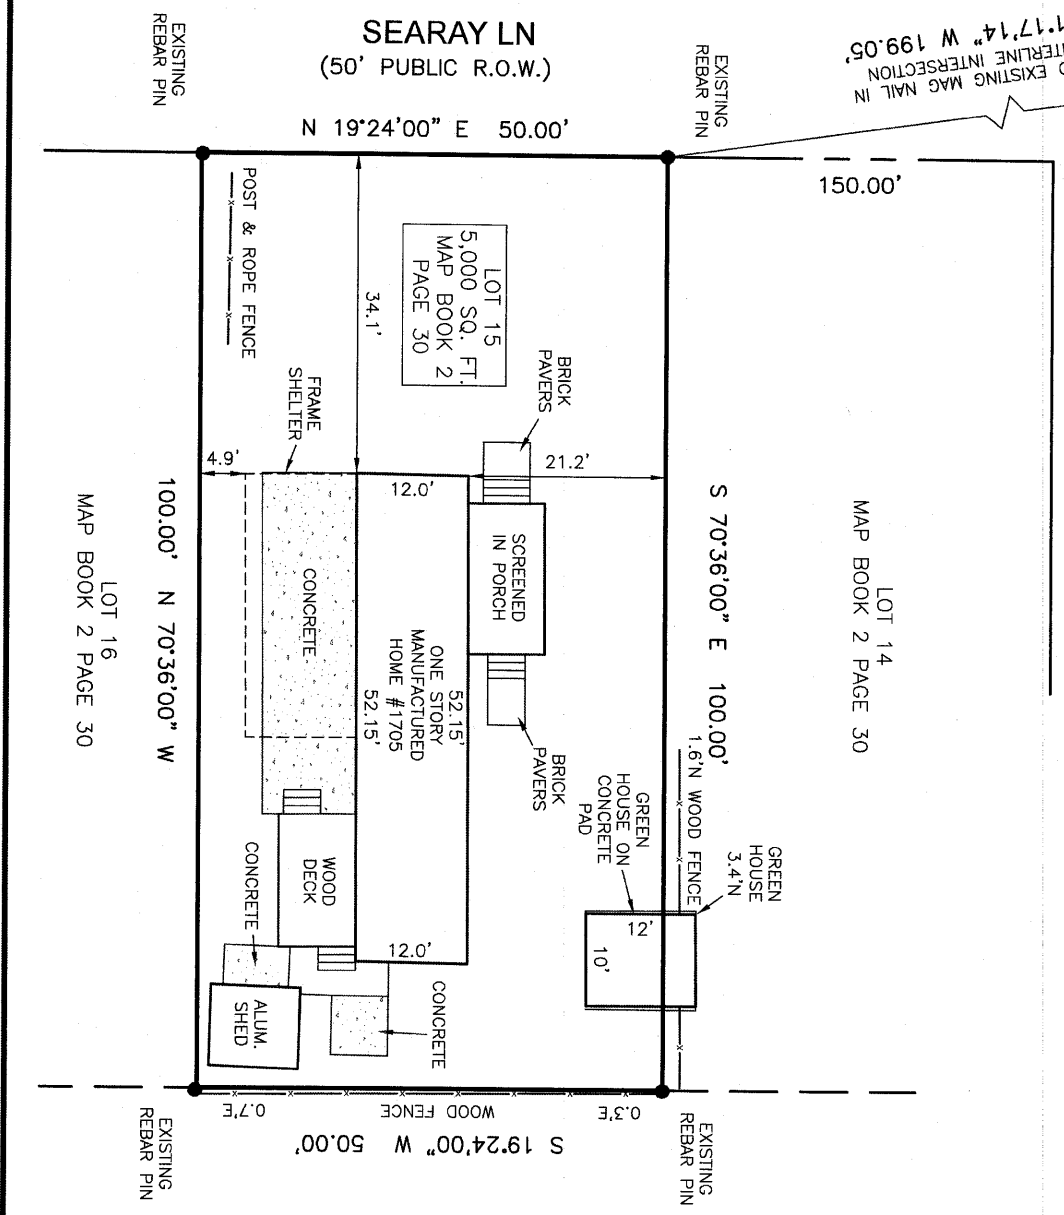 SEARAY LN
(50' PUBLIC R.O.W.)
N 19°24'00" E 50.00'
EXISTING
REBAR PIN
EXISTING
REBAR PIN
EXISTING MAG NAIL IN
INTERSECTION
17'14" W 199.05'
150.00'
POST & ROPE FENCE
34.1'
LOT 15
5,000 SQ. FT.
MAP BOOK 2
PAGE 30
BRICK
PAVERS
FRAME
SHELTER
4.9'
12.0'
21.2'
SCREENED
IN PORCH
CONCRETE
52.15'
ONE STORY
MANUFACTURED
HOME #1705
52.15'
BRICK
PAVERS
S 70°36'00" E 100.00'
LOT 14
MAP BOOK 2 PAGE 30
100.00' N 70°36'00" W
LOT 16
MAP BOOK 2 PAGE 30
1.6'N WOOD FENCE
GREEN
HOUSE
3.4'N
GREEN
HOUSE ON
CONCRETE
PAD
12'
10'
WOOD
DECK
CONCRETE
12.0'
CONCRETE
ALUM.
SHED
0.7'E
WOOD FENCE
0.3'E
S 19°24'00" W 50.00'
EXISTING
REBAR PIN
EXISTING
REBAR PIN